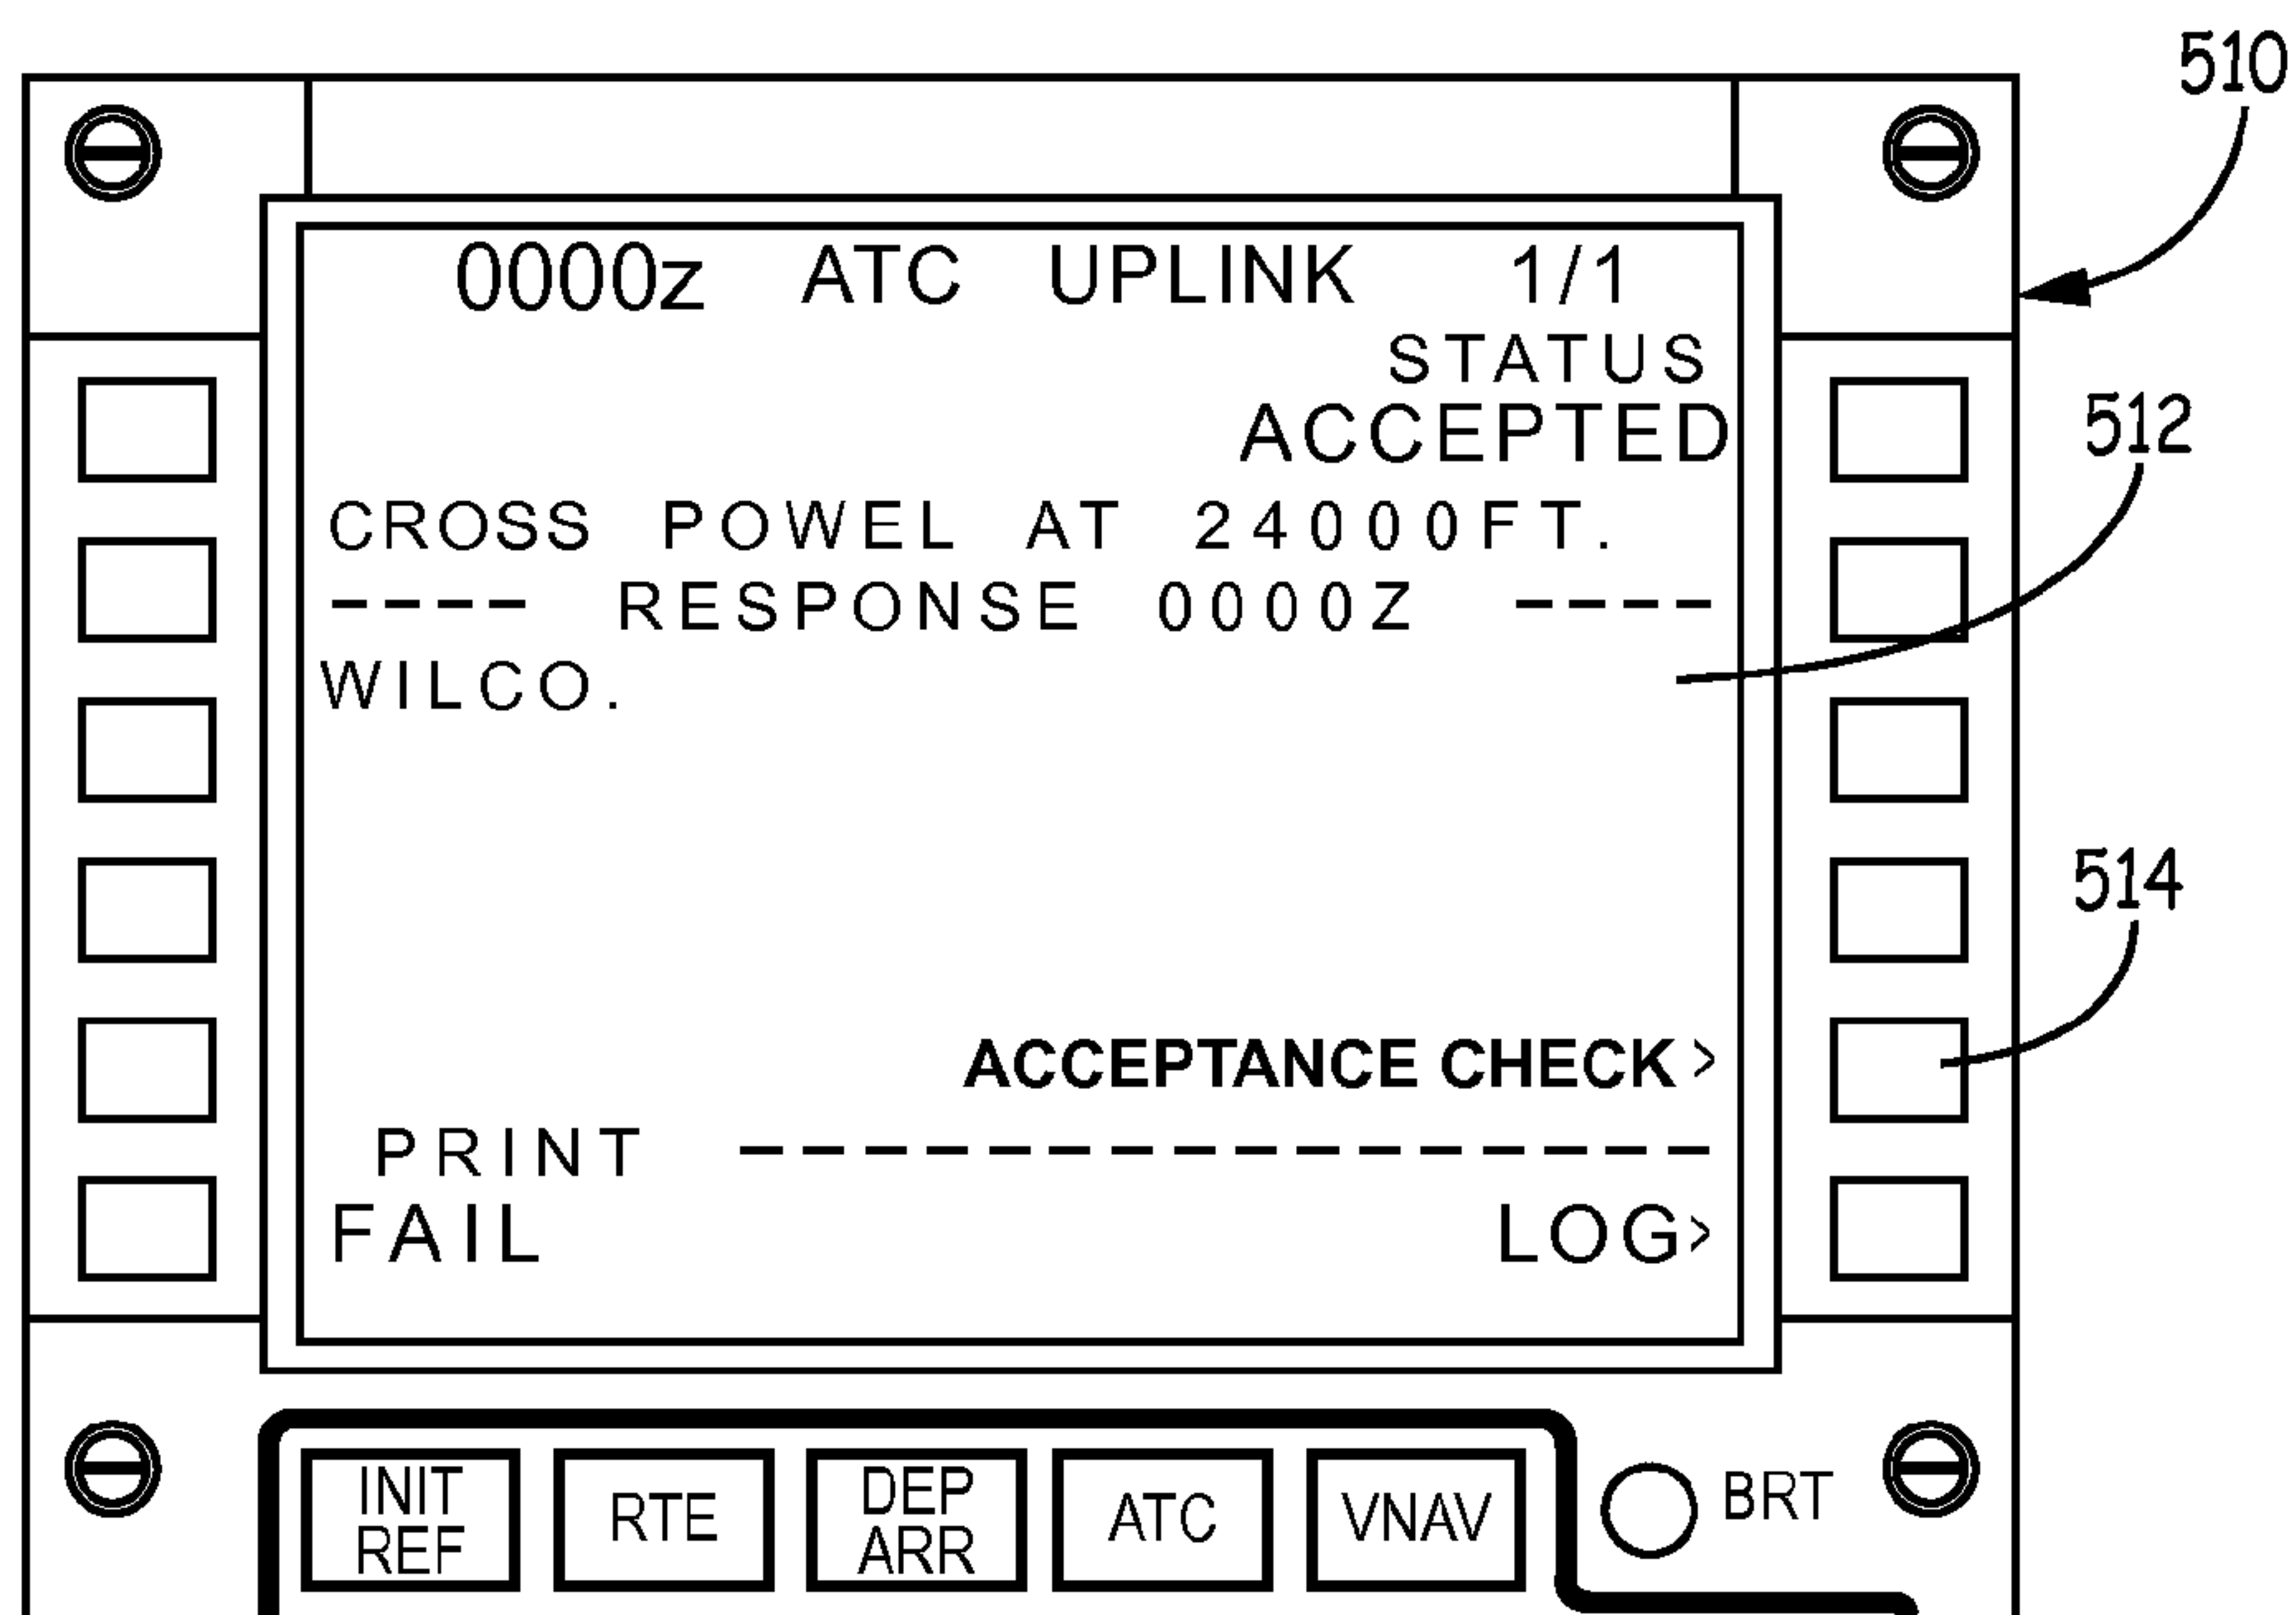 510
0000z ATC UPLINK 1/1
STATUS
ACCEPTED
512
CROSS POWEL AT 24000FT.
---- RESPONSE 0000Z ----
WILCO.
514
ACCEPTANCE CHECK >
PRINT ----------------
FAIL LOG>
INIT REF
RTE
DEP ARR
ATC
VNAV
BRT